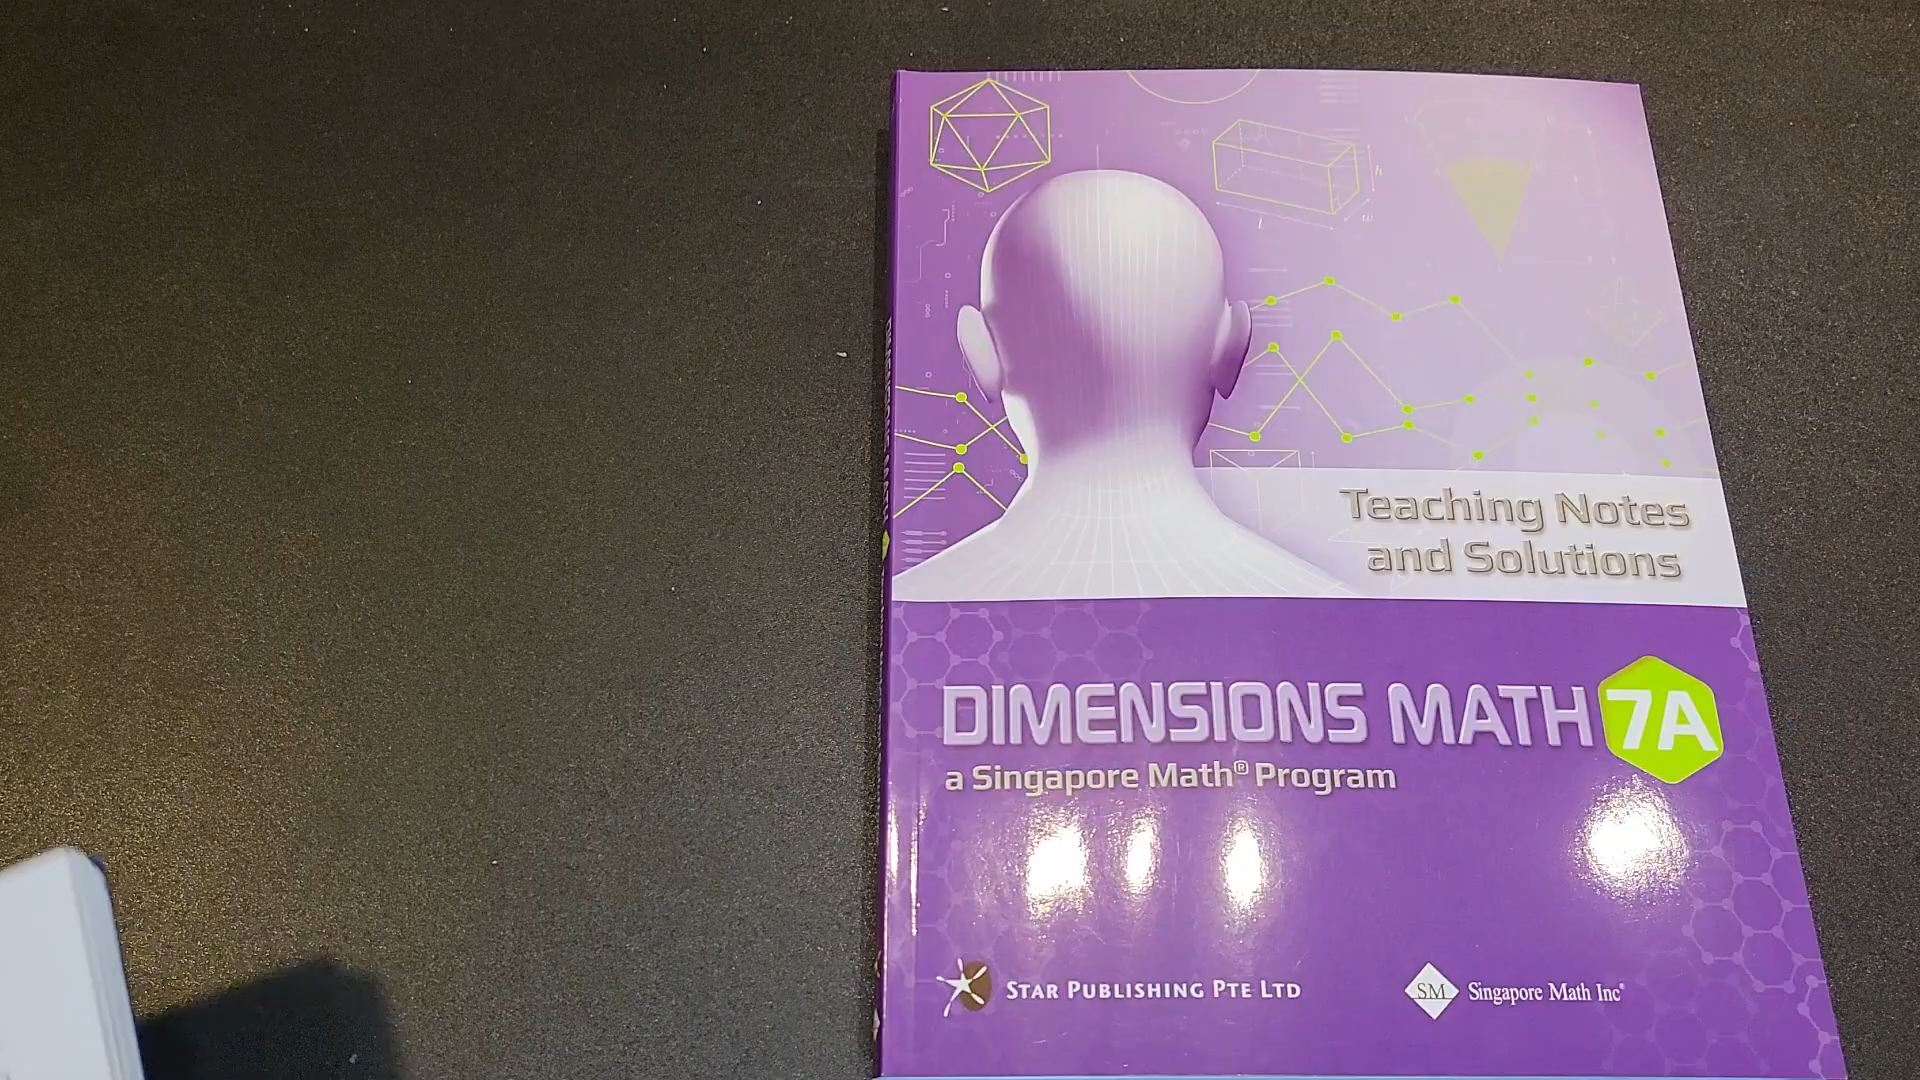 h
l
w
Teaching Notes
and Solutions
DIMENSIONS MATH 7A
a Singapore Math® Program
STAR PUBLISHING PTE LTD
SM Singapore Math Inc®